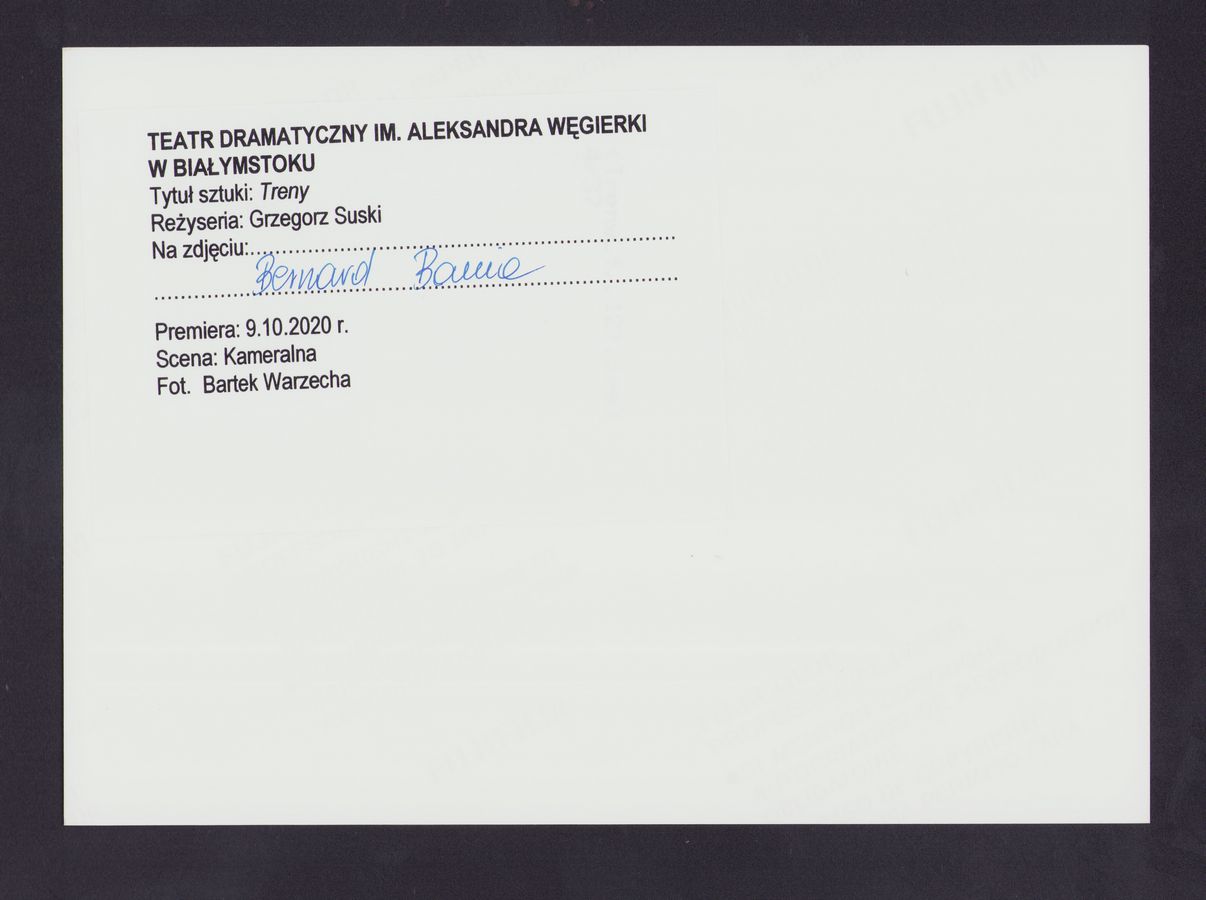 TEATR DRAMATYCZNY IM. ALEKSANDRA WĘGIERKI
W BIAŁYMSTOKU
Tytuł sztuki: Treny
Reżyseria: Grzegorz Suski
Na zdjęciu:..................................................................
Bernard Bania
................................................................................
Premiera: 9.10.2020 r.
Scena: Kameralna
Fot. Bartek Warzecha